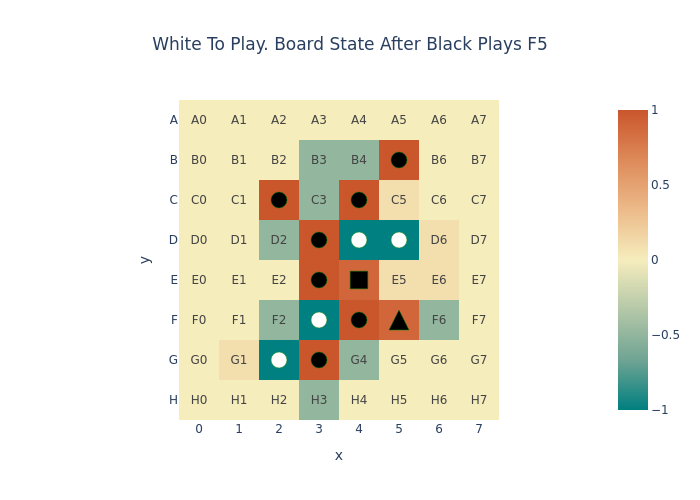 White To Play. Board State After Black Plays F5
A A0 A1 A2 A3 A4 A5 A6 A7
B B0 B1 B2 B3 B4 B6 B7
C C0 C1 C3 C5 C6 C7
D D0 D1 D2 D6 D7
E E0 E1 E2 E5 E6 E7
F F0 F1 F2 F6 F7
G G0 G1 G4 G5 G6 G7
H H0 H1 H2 H3 H4 H5 H6 H7
0 1 2 3 4 5 6 7
x
y
1
0.5
0
−0.5
−1